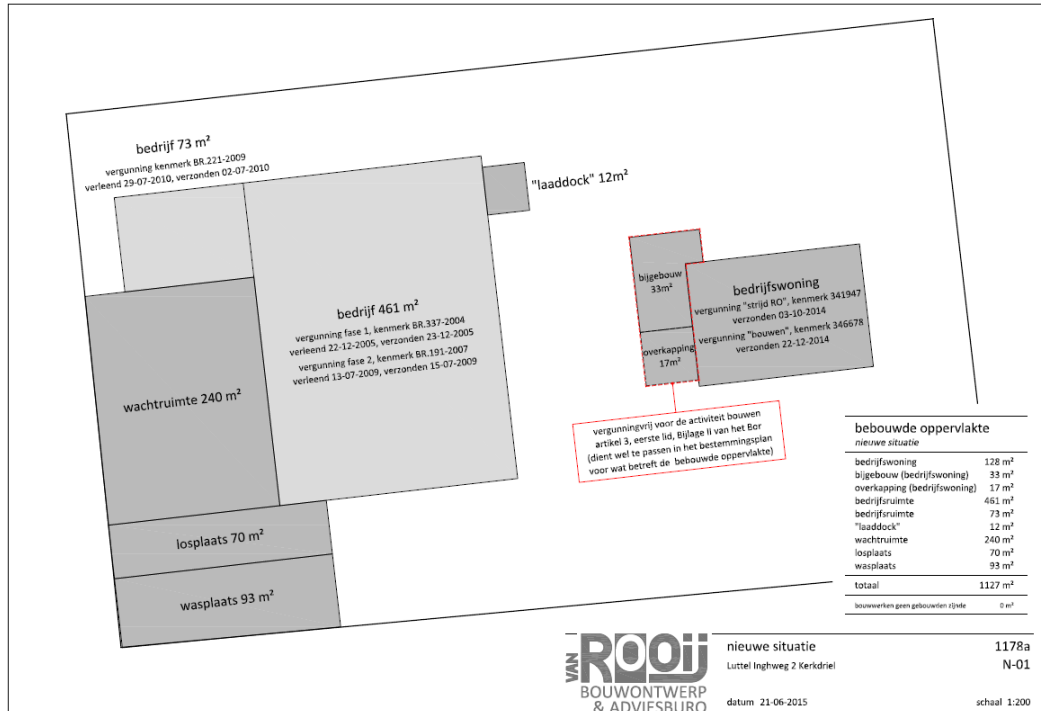 bedrijf 73 m²
vergunning kenmerk BR.221-2009
verleend 29-07-2010, verzonden 02-07-2010
"laaddock" 12m²
bedrijf 461 m²
vergunning fase 1, kenmerk BR.337-2004
verleend 22-12-2005, verzonden 23-12-2005
vergunning fase 2, kenmerk BR.191-2007
verleend 13-07-2009, verzonden 15-07-2009
wachtruimte 240 m²
losplaats 70 m²
wasplaats 93 m²
bijgebouw
33m²
overkapping
17m²
bedrijfswoning
vergunning "strijd RO", kenmerk 341947
verzonden 03-10-2014
vergunning "bouwen", kenmerk 346678
verzonden 22-12-2014
vergunningvrij voor de activiteit bouwen
artikel 3, eerste lid, Bijlage II van het Bor
(dient wel te passen in het bestemmingsplan
voor wat betreft de bebouwde oppervlakte)
bebouwde oppervlakte
nieuwe situatie
bedrijfswoning 128 m²
bijgebouw (bedrijfswoning) 33 m²
overkapping (bedrijfswoning) 17 m²
bedrijfsruimte 461 m²
bedrijfsruimte 73 m²
"laaddock" 12 m²
wachtruimte 240 m²
losplaats 70 m²
wasplaats 93 m²
totaal 1127 m²
bouwwerken geen gebouwen zijnde 0 m²
VAN ROOij
BOUWONTWERP
& ADVIESBURO
nieuwe situatie 1178a
Luttel Inghweg 2 Kerkdriel N-01
datum 21-06-2015 schaal 1:200